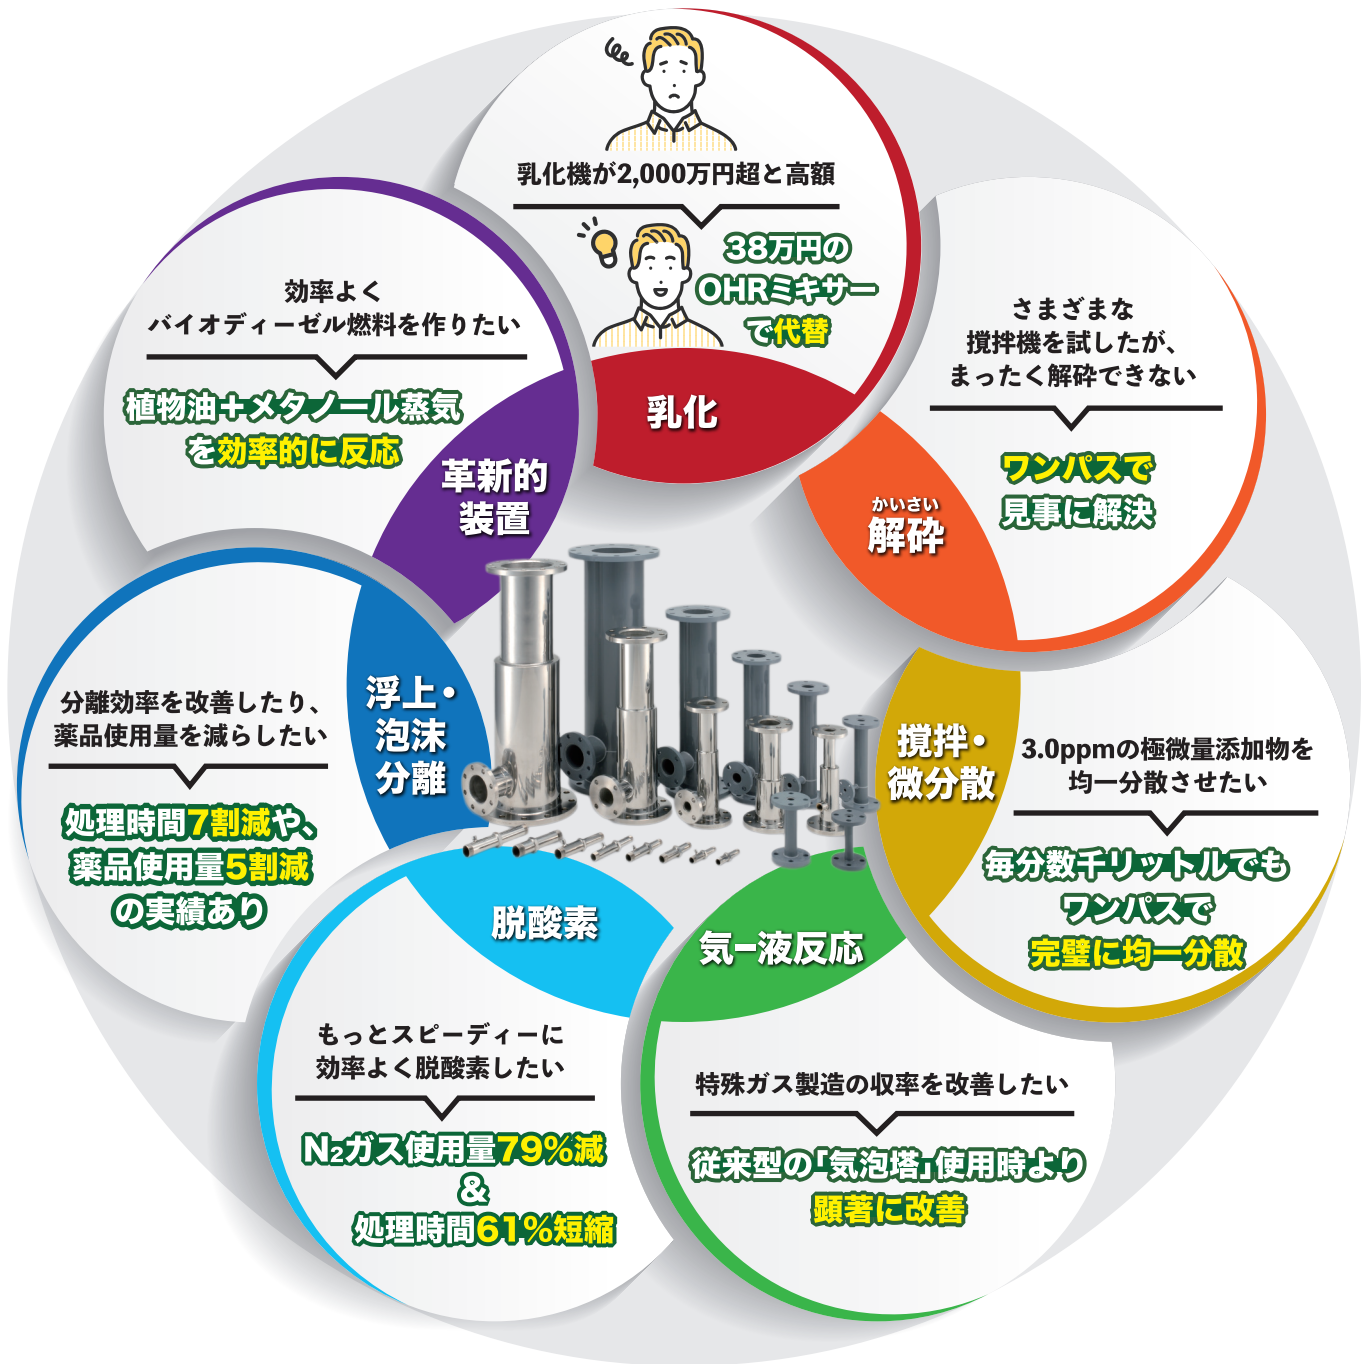 乳化機が2,000万円超と高額
38万円の
OHRミキサー
で代替
乳化
さまざまな
撹拌機を試したが、
まったく解砕できない
ワンパスで
見事に解決
かいさい
解砕
3.0ppmの極微量添加物を
均一分散させたい
毎分数千リットルでも
ワンパスで
完璧に均一分散
撹拌・
微分散
特殊ガス製造の収率を改善したい
従来型の「気泡塔」使用時より
顕著に改善
気ー液反応
もっとスピーディーに
効率よく脱酸素したい
N₂ガス使用量79%減
&
処理時間61%短縮
脱酸素
分離効率を改善したり、
薬品使用量を減らしたい
処理時間7割減や、
薬品使用量5割減
の実績あり
浮上・
泡沫
分離
効率よく
バイオディーゼル燃料を作りたい
植物油＋メタノール蒸気
を効率的に反応
革新的
装置